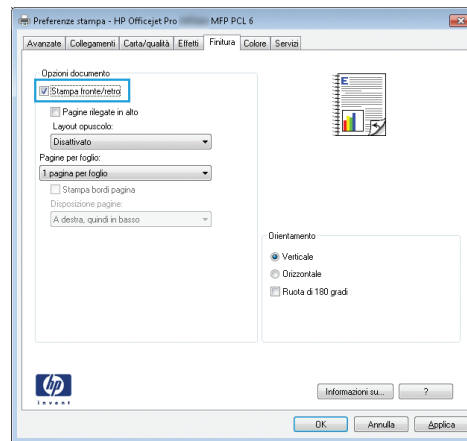 Preferenze stampa - HP Officejet Pro MFP PCL 6
Avanzate Collegamenti Carta/qualità Effetti Finitura Colore Servizi
Opzioni documento
Stampa fronte/retro
Pagine rilegate in alto
Layout opuscolo:
Disattivato
Pagine per foglio:
1 pagina per foglio
Stampa bordi pagina
Disposizione pagine:
A destra, quindi in basso
E
Orientamento
Verticale
Orizzontale
Ruota di 180 gradi
hp
invent
Informazioni su... ?
OK Annulla Applica